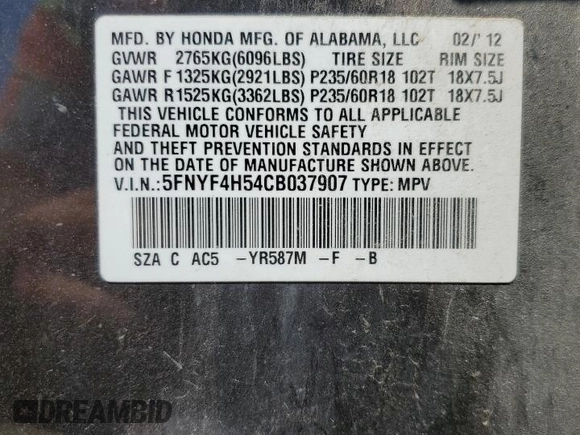 MFD. BY HONDA MFG. OF ALABAMA, LLC 02/'12
GVWR 2765KG(6096LBS) TIRE SIZE RIM SIZE
GAWR F 1325KG(2921LBS) P235/60R18 102T 18X7.5J
GAWR R 1525KG(3362LBS) P235/60R18 102T 18X7.5J
THIS VEHICLE CONFORMS TO ALL APPLICABLE
FEDERAL MOTOR VEHICLE SAFETY
AND THEFT PREVENTION STANDARDS IN EFFECT
ON THE DATE OF MANUFACTURE SHOWN ABOVE.
V.I.N.: 5FNYF4H54CB037907 TYPE: MPV
SZA C AC5 -YR587M -F -B
DREAMBID